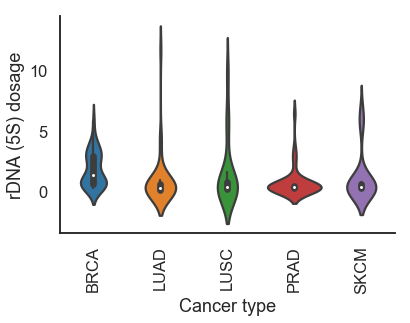 rDNA (5S) dosage
10
5
0
BRCA
LUAD
LUSC
PRAD
SKCM
Cancer type